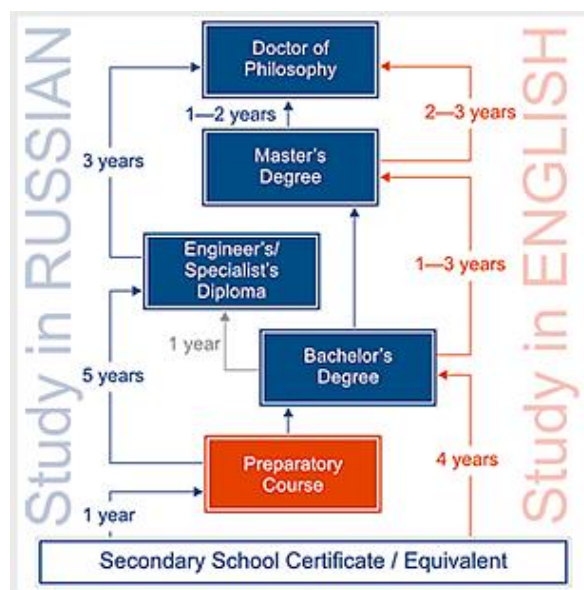 Study in RUSSIAN
Study in ENGLISH
Doctor of
Philosophy
1—2 years
2—3 years
3 years
Master's
Degree
Engineer's/
Specialist's
Diploma
1—3 years
1 year
Bachelor's
Degree
5 years
Preparatory
Course
4 years
1 year
Secondary School Certificate / Equivalent